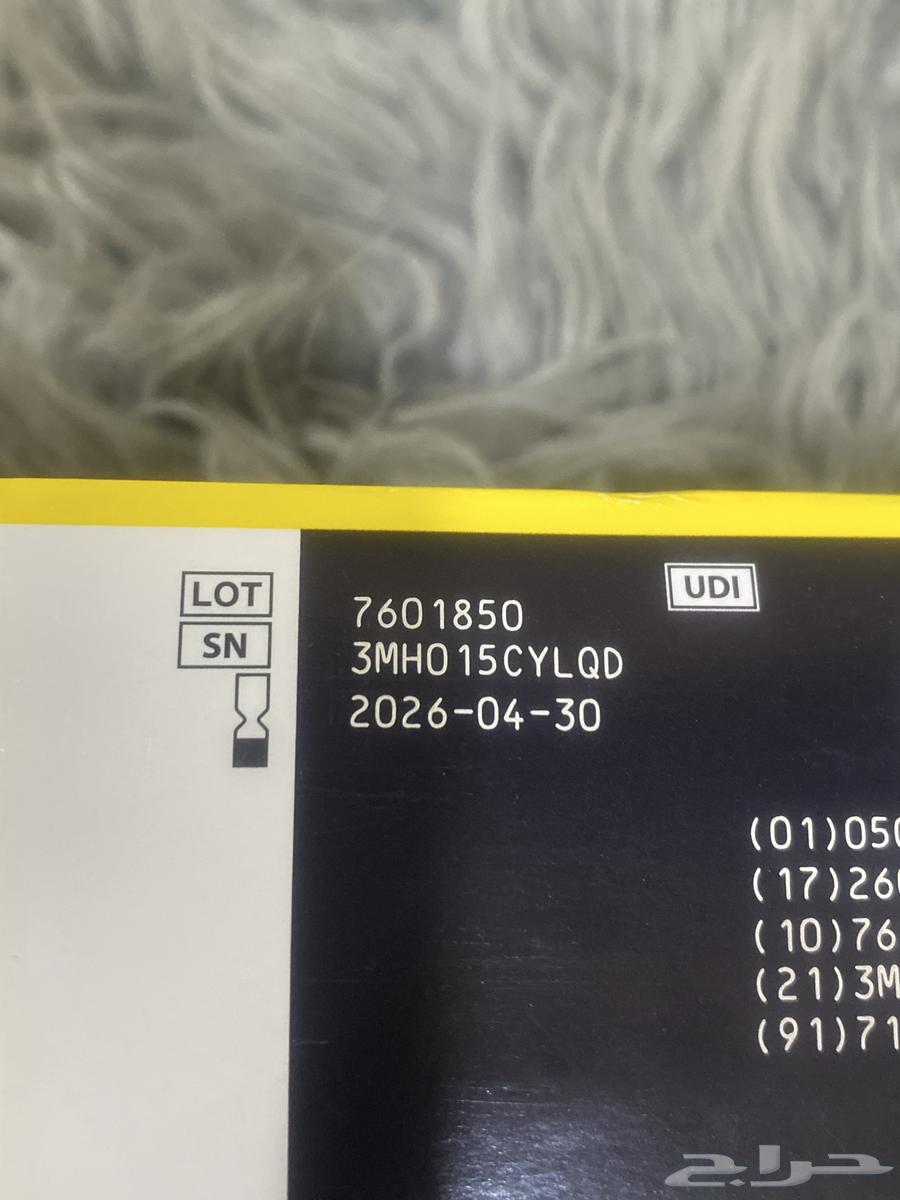 LOT 7601850
SN 3MH015CYLQD
2026-04-30
UDI
(01)050
(17)260
(10)76
(21)3M
(91)71
حراج